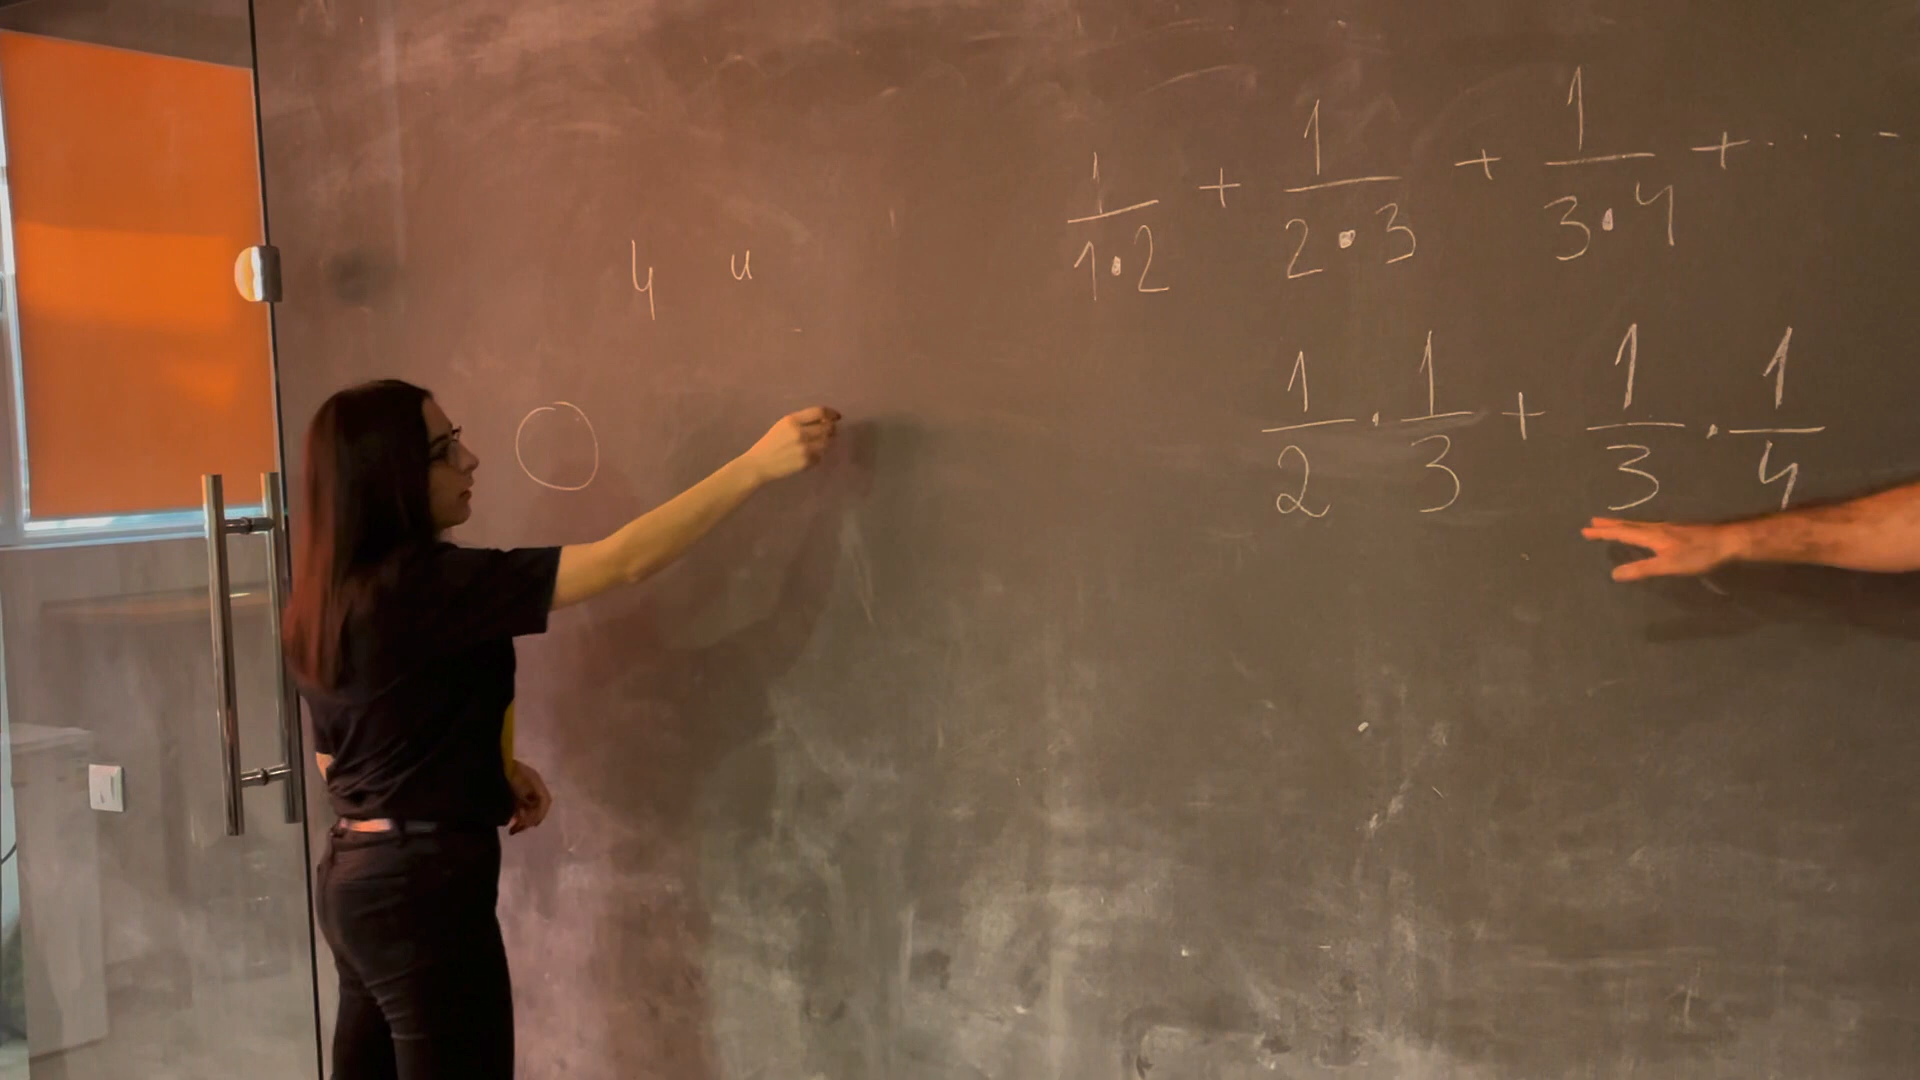 1/(1·2) + 1/(2·3) + 1/(3·4) + ....-
4 u
1/2 · 1/3 + 1/3 · 1/4